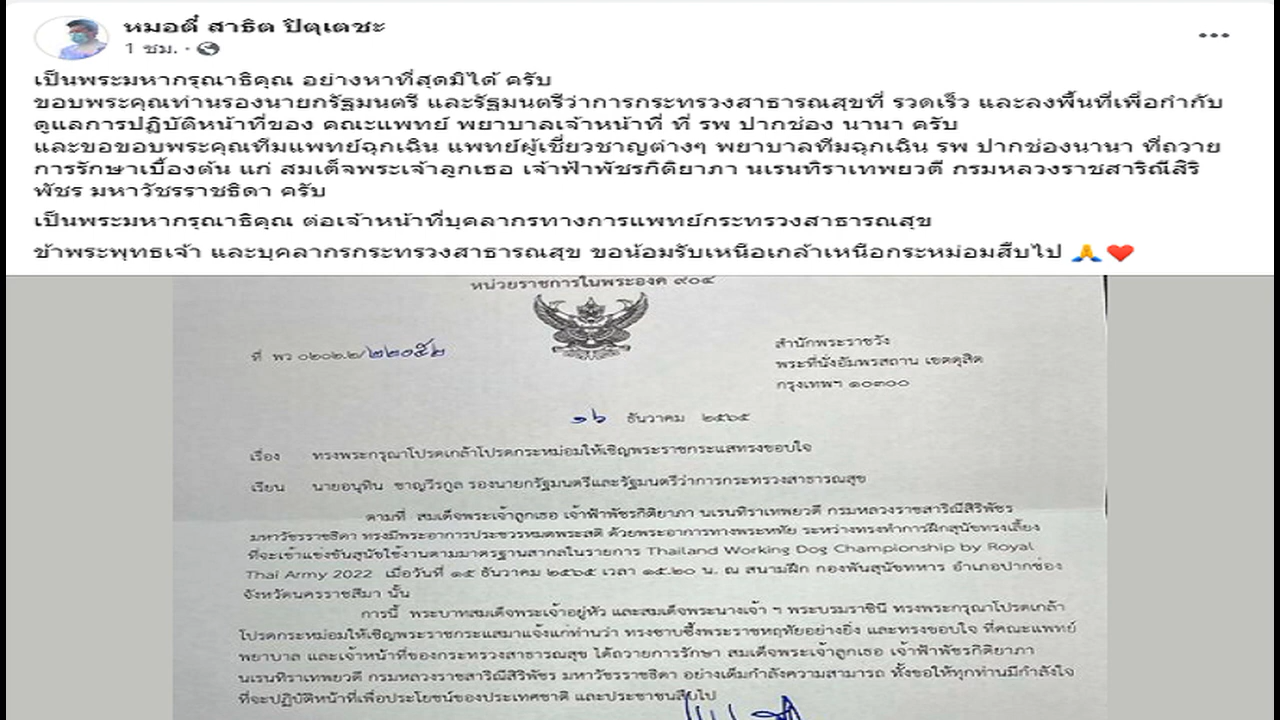 หมอตี๋ สาธิต ปิตุเตชะ
1 ชม. ·
เป็นพระมหากรุณาธิคุณ อย่างหาที่สุดมิได้ ครับ
ขอบพระคุณท่านรองนายกรัฐมนตรี และรัฐมนตรีว่าการกระทรวงสาธารณสุขที่ รวดเร็ว และลงพื้นที่เพื่อกำกับ
ดูแลการปฏิบัติหน้าที่ของ คณะแพทย์ พยาบาลเจ้าหน้าที่ ที่ รพ ปากช่อง นานา ครับ
และขอขอบพระคุณทีมแพทย์ฉุกเฉิน แพทย์ผู้เชี่ยวชาญต่างๆ พยาบาลทีมฉุกเฉิน รพ ปากช่องนานา ที่ถวาย
การรักษาเบื้องต้น แก่ สมเด็จพระเจ้าลูกเธอ เจ้าฟ้าพัชรกิติยาภา นเรนทิราเทพยวดี กรมหลวงราชสาริณีสิริ
พัชร มหาวัชรราชธิดา ครับ
เป็นพระมหากรุณาธิคุณ ต่อเจ้าหน้าที่บุคลากรทางการแพทย์กระทรวงสาธารณสุข
ข้าพระพุทธเจ้า และบุคลากรกระทรวงสาธารณสุข ขอน้อมรับเหนือเกล้าเหนือกระหม่อมสืบไป 🙏❤️
หน่วยราชการในพระองค์ ๙๐๔
ที่ พว ๐๒๐๒.๒/๒๒๐๕๒
สำนักพระราชวัง
พระที่นั่งอัมพรสถาน เขตดุสิต
กรุงเทพฯ ๑๐๓๐๐
๑๖ ธันวาคม ๒๕๖๕
เรื่อง ทรงพระกรุณาโปรดเกล้าโปรดกระหม่อมให้เชิญพระราชกระแสทรงขอบใจ
เรียน นายอนุทิน ชาญวีรกูล รองนายกรัฐมนตรีและรัฐมนตรีว่าการกระทรวงสาธารณสุข
ตามที่ สมเด็จพระเจ้าลูกเธอ เจ้าฟ้าพัชรกิติยาภา นเรนทิราเทพยวดี กรมหลวงราชสาริณีสิริพัชร
มหาวัชรราชธิดา ทรงมีพระอาการประชวรหมดพระสติ ด้วยพระอาการทางพระหทัย ระหว่างทรงทำการฝึกสุนัขทรงเลี้ยง
ที่จะเข้าแข่งขันสุนัขใช้งานตามมาตรฐานสากลในรายการ Thailand Working Dog Championship by Royal
Thai Army 2022 เมื่อวันที่ ๑๕ ธันวาคม ๒๕๖๕ เวลา ๑๕.๒๐ น. ณ สนามฝึก กองพันสุนัขทหาร อำเภอปากช่อง
จังหวัดนครราชสีมา นั้น
การนี้ พระบาทสมเด็จพระเจ้าอยู่หัว และสมเด็จพระนางเจ้า ฯ พระบรมราชินี ทรงพระกรุณาโปรดเกล้า
โปรดกระหม่อมให้เชิญพระราชกระแสมาแจ้งแก่ท่านว่า ทรงซาบซึ้งพระราชหฤทัยอย่างยิ่ง และทรงขอบใจ ที่คณะแพทย์
พยาบาล และเจ้าหน้าที่ของกระทรวงสาธารณสุข ได้ถวายการรักษา สมเด็จพระเจ้าลูกเธอ เจ้าฟ้าพัชรกิติยาภา
นเรนทิราเทพยวดี กรมหลวงราชสาริณีสิริพัชร มหาวัชรราชธิดา อย่างเต็มกำลังความสามารถ ทั้งขอให้ทุกท่านมีกำลังใจ
ที่จะปฏิบัติหน้าที่เพื่อประโยชน์ของประเทศชาติ และประชาชนสืบไป